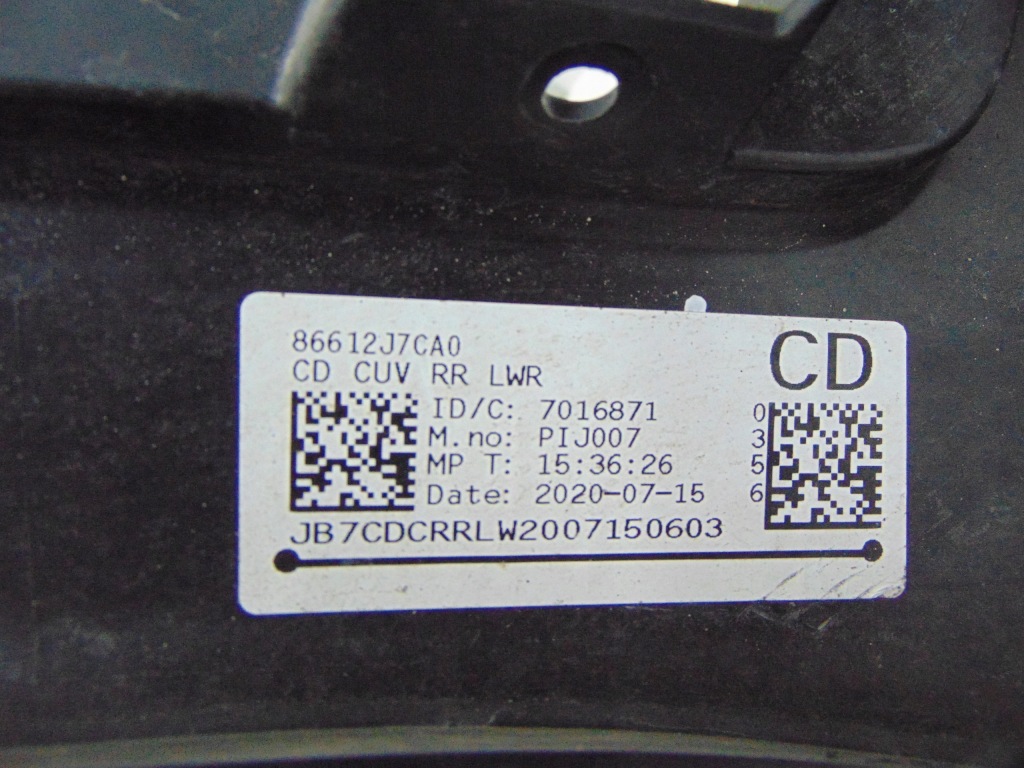 86612J7CA0
CD
CD CUV RR LWR
ID/C: 7016871
M.no: PIJ007
MP T: 15:36:26
Date: 2020-07-15
0
3
5
6
JB7CDCRRLW2007150603